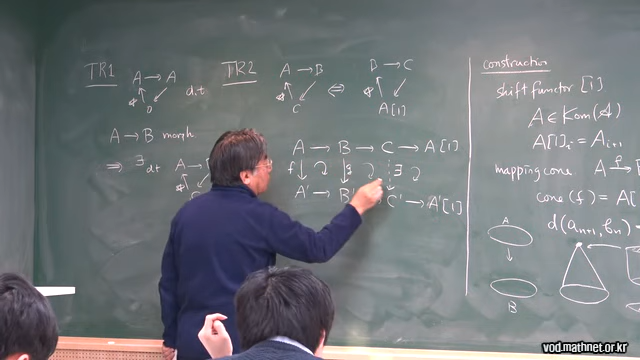 TR1
A → A
0
d.t
A → B morph
⇒ ∃ dt
A →
TR2
A → B
C
⇔
B → C
A[1]
A → B → C → A[1]
f
g
∃
A' → B' → C' → A'[1]
construction
shift functor [1]
A ∈ Kom(A)
A[1]i = Ai+1
mapping cone A f→
cone(f) = A[
d(an+1, bn) =
A
↓
B
vod.mathnet.or.kr